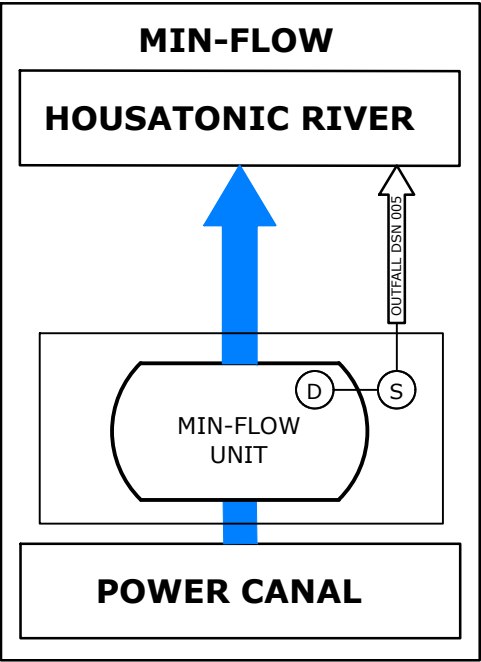 MIN-FLOW
HOUSATONIC RIVER
OUTFALL DSN 005
D
S
MIN-FLOW
UNIT
POWER CANAL